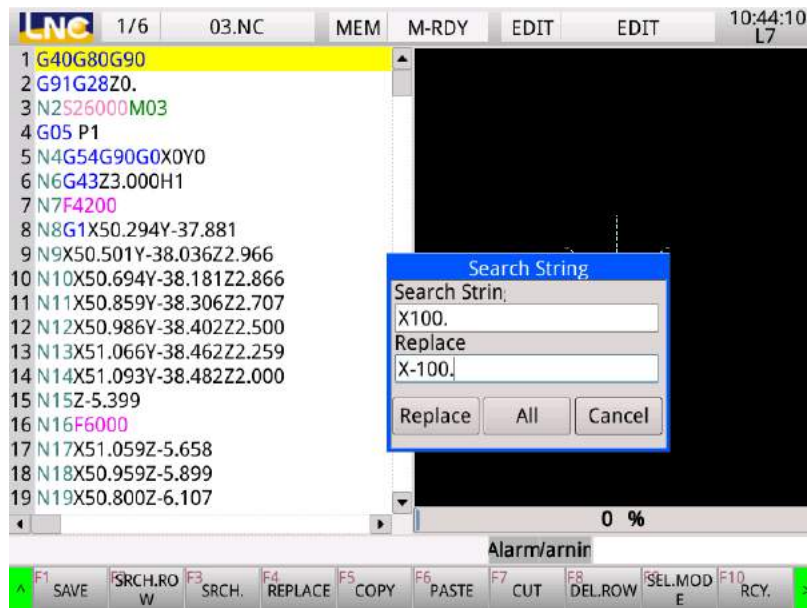 LNC 1/6 03.NC MEM M-RDY EDIT EDIT 10:44:10
L7
1 G40G80G90
2 G91G28Z0.
3 N2S26000M03
4 G05 P1
5 N4G54G90G0X0Y0
6 N6G43Z3.000H1
7 N7F4200
8 N8G1X50.294Y-37.881
9 N9X50.501Y-38.036Z2.966
10 N10X50.694Y-38.181Z2.866
11 N11X50.859Y-38.306Z2.707
12 N12X50.986Y-38.402Z2.500
13 N13X51.066Y-38.462Z2.259
14 N14X51.093Y-38.482Z2.000
15 N15Z-5.399
16 N16F6000
17 N17X51.059Z-5.658
18 N18X50.959Z-5.899
19 N19X50.800Z-6.107
Search String
Search Strin
X100.
Replace
X-100.
Replace All Cancel
0 %
Alarm/arnin
F1 SAVE F2 SRCH.RO
W F3 SRCH. F4 REPLACE F5 COPY F6 PASTE F7 CUT F8 DEL.ROW F9 SEL.MOD
E F10 RCY.